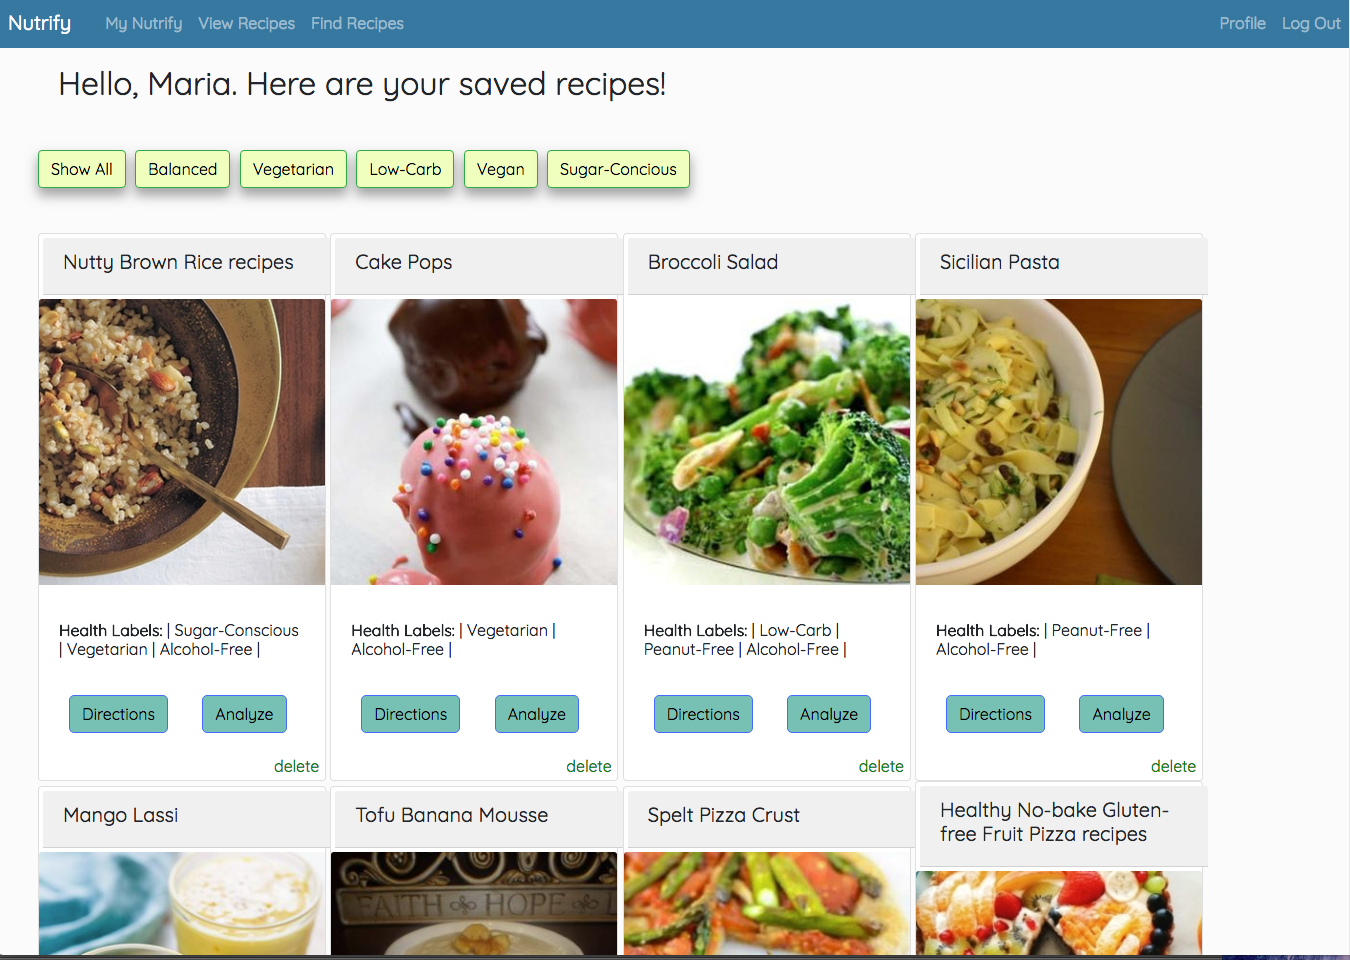 Nutrify My Nutrify View Recipes Find Recipes Profile Log Out
Hello, Maria. Here are your saved recipes!
Show All Balanced Vegetarian Low-Carb Vegan Sugar-Concious
Nutty Brown Rice recipes
Health Labels: | Sugar-Conscious
| Vegetarian | Alcohol-Free |
Directions Analyze
delete
Cake Pops
Health Labels: | Vegetarian |
Alcohol-Free |
Directions Analyze
delete
Broccoli Salad
Health Labels: | Low-Carb |
Peanut-Free | Alcohol-Free |
Directions Analyze
delete
Sicilian Pasta
Health Labels: | Peanut-Free |
Alcohol-Free |
Directions Analyze
delete
Mango Lassi
Tofu Banana Mousse
FAITH HOPE L
Spelt Pizza Crust
Healthy No-bake Gluten-
free Fruit Pizza recipes